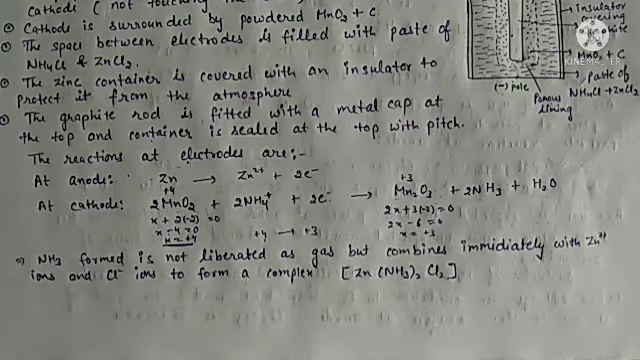 cathode (not touching the
Cathode is surrounded by powdered MnO2 + C.
The space between electrodes is filled with paste of
NH4Cl & ZnCl2.
The zinc container is covered with an insulator to
protect it from the atmosphere
The graphite rod is fitted with a metal cap at
the top and container is sealed at the top with pitch.
insulator
covering
graphite
MnO2 + C
Paste of
NH4Cl + ZnCl2
(-) pole
Porous
lining
KINEMASTER
The reactions at electrodes are:-
At anode: Zn → Zn2+ + 2e-
+4 +3
At cathode: 2MnO2 + 2NH4+ + 2e- → Mn2O3 + 2NH3 + H2O
x + 2(-2) = 0 2x + 3(-2) = 0
x - 4 = 0 2x - 6 = 0
x = +4 +4 → +3 x = +3
⇒ NH3 formed is not liberated as gas but combines immidiately with Zn2+
ions and Cl- ions to form a complex [Zn (NH3)2 Cl2]